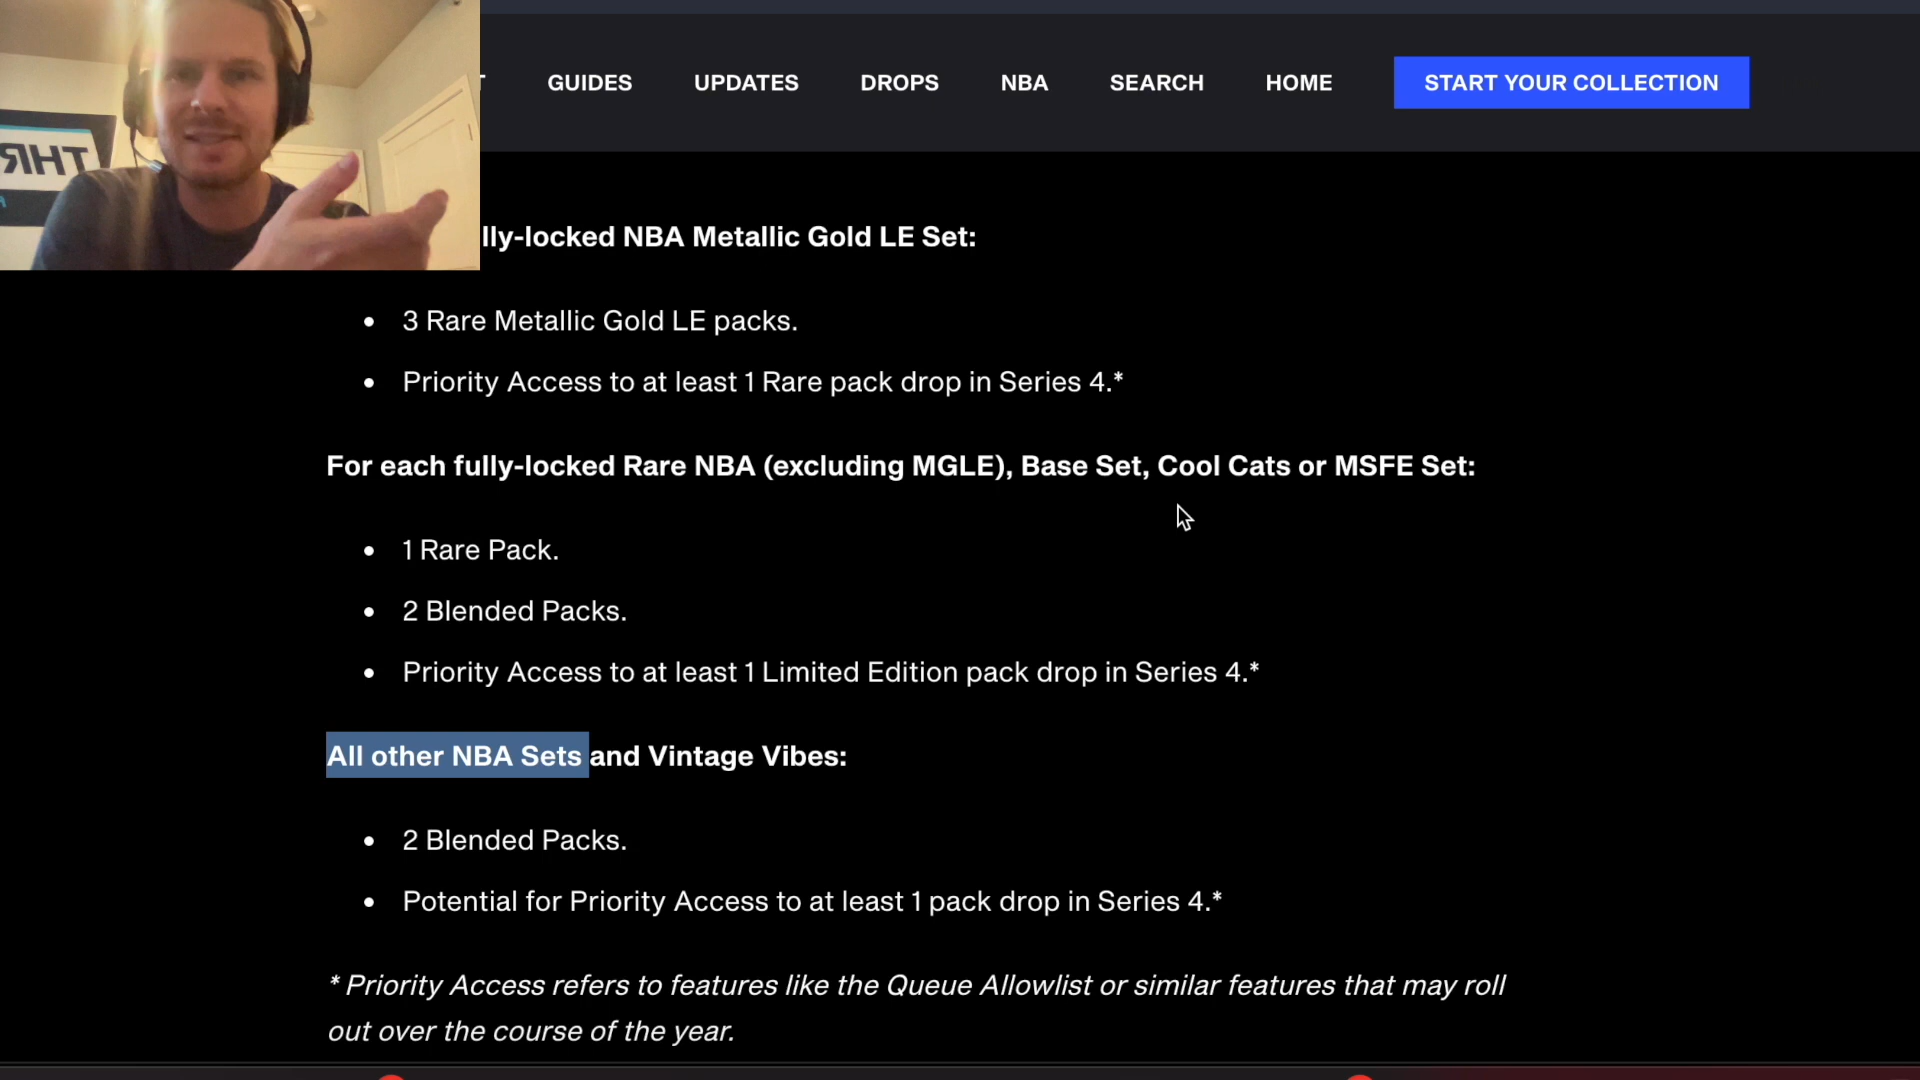 GUIDES
UPDATES
DROPS
NBA
SEARCH
HOME
START YOUR COLLECTION
lly-locked NBA Metallic Gold LE Set:
3 Rare Metallic Gold LE packs.
Priority Access to at least 1 Rare pack drop in Series 4.*
For each fully-locked Rare NBA (excluding MGLE), Base Set, Cool Cats or MSFE Set:
1 Rare Pack.
2 Blended Packs.
Priority Access to at least 1 Limited Edition pack drop in Series 4.*
All other NBA Sets and Vintage Vibes:
2 Blended Packs.
Potential for Priority Access to at least 1 pack drop in Series 4.*
* Priority Access refers to features like the Queue Allowlist or similar features that may roll
out over the course of the year.